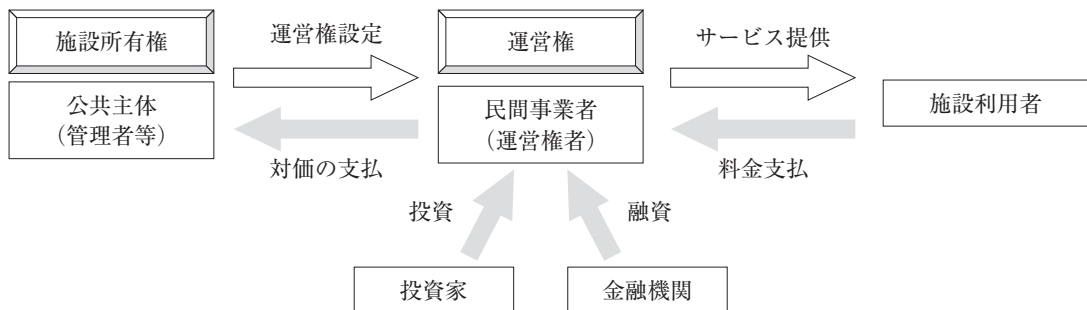 施設所有権
運営権設定
運営権
サービス提供
公共主体
（管理者等）
民間事業者
（運営権者）
施設利用者
対価の支払
料金支払
投資
融資
投資家
金融機関